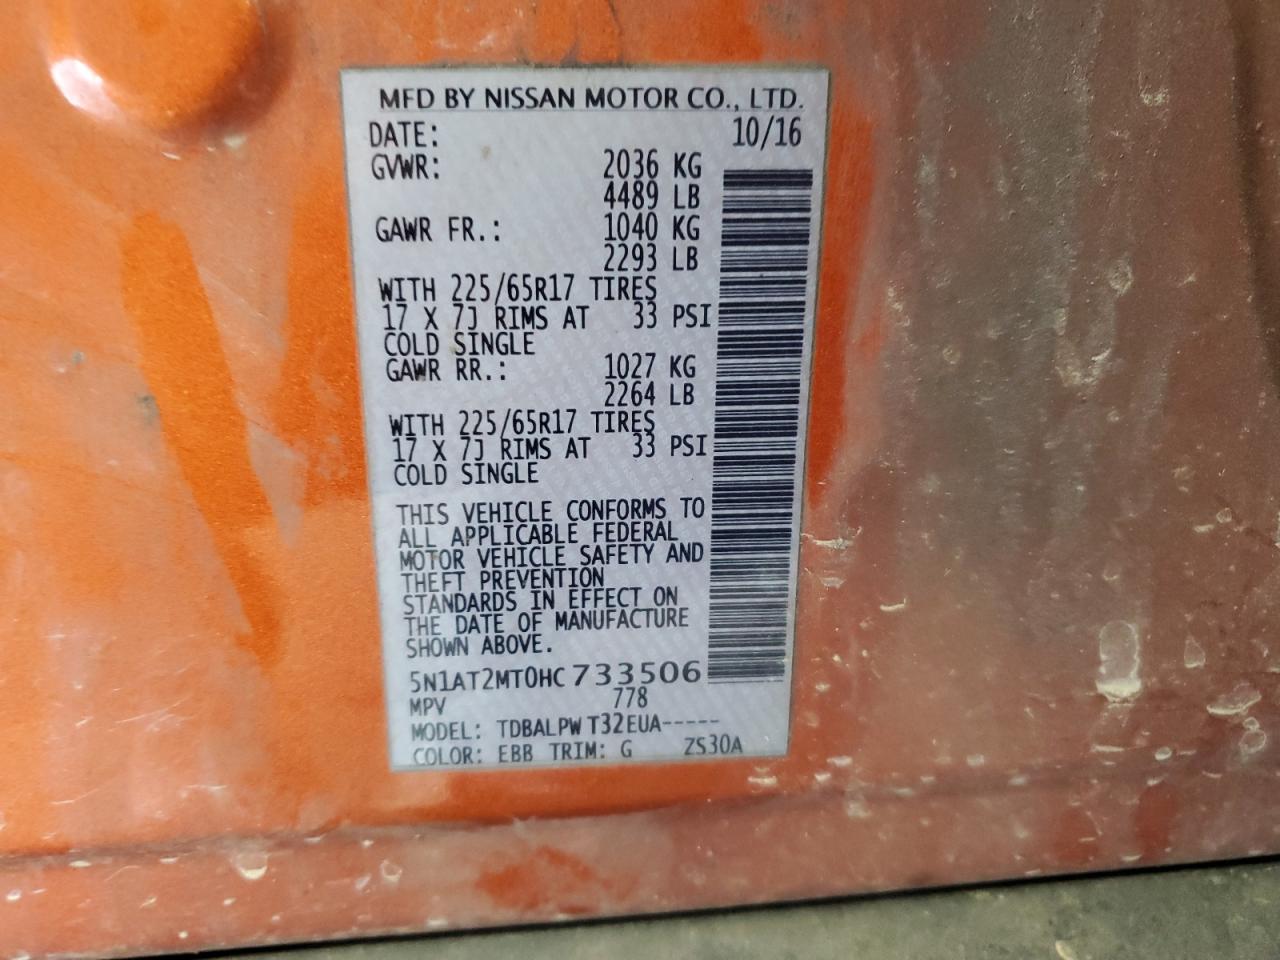 MFD BY NISSAN MOTOR CO., LTD.
DATE: 10/16
GVWR: 2036 KG
4489 LB
GAWR FR.: 1040 KG
2293 LB
WITH 225/65R17 TIRES
17 X 7J RIMS AT 33 PSI
COLD SINGLE
GAWR RR.: 1027 KG
2264 LB
WITH 225/65R17 TIRES
17 X 7J RIMS AT 33 PSI
COLD SINGLE
THIS VEHICLE CONFORMS TO
ALL APPLICABLE FEDERAL
MOTOR VEHICLE SAFETY AND
THEFT PREVENTION
STANDARDS IN EFFECT ON
THE DATE OF MANUFACTURE
SHOWN ABOVE.
5N1AT2MT0HC733506
MPV 778
MODEL: TDBALPW T32EUA-----
COLOR: EBB TRIM: G ZS30A